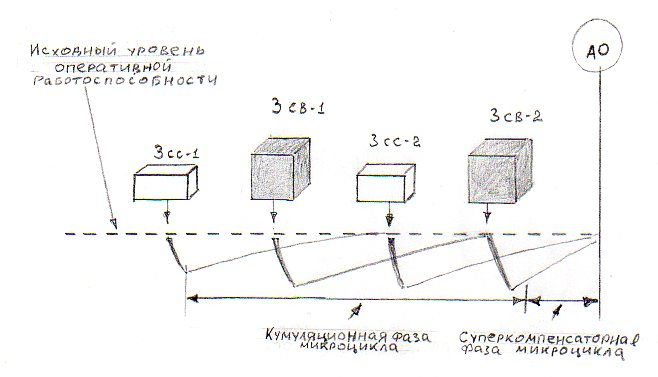 Исходный уровень
оперативной
Работоспособности
АО
Зсс-1
Зсв-1
Зсс-2
Зсв-2
Кумуляционная фаза
микроцикла
Суперкомпенсаторная
фаза микроцикла